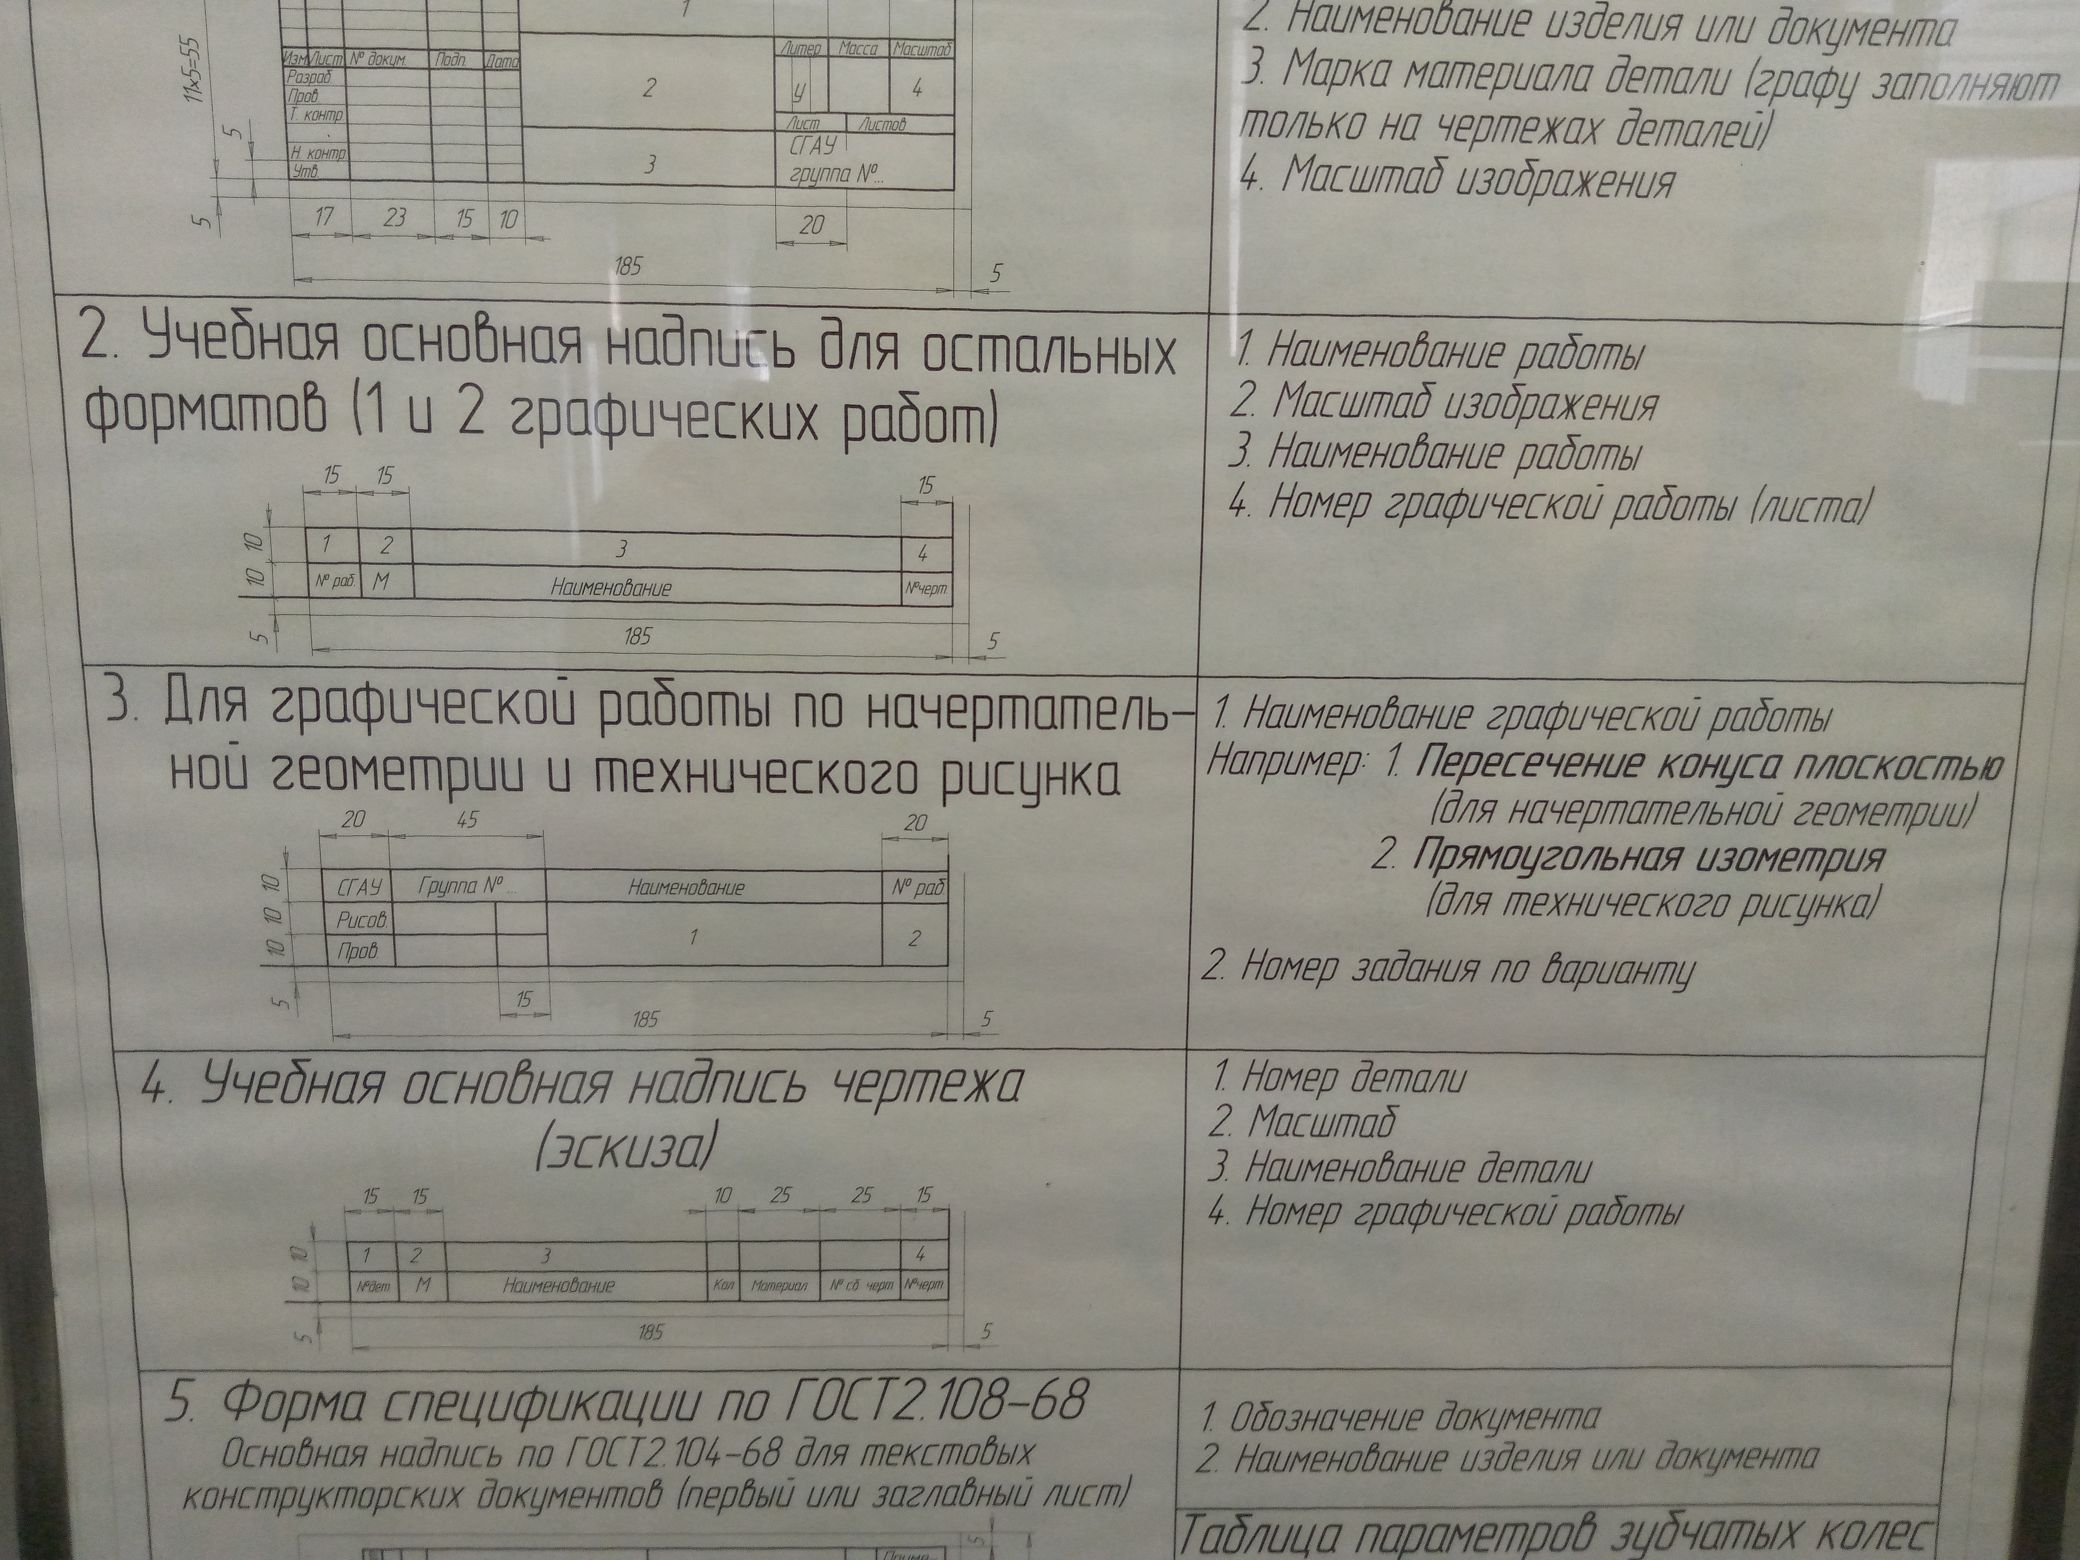 1
11x5=55
5
5
Изм Лист № докум. Подп. Дата
Разраб.
Пров.
Т. контр.
Н. контр.
Утв.
2
3
Литер Масса Масштаб
у 4
Лист Листов
СГАУ
группа №...
17 23 15 10 20
185 5
2. Наименование изделия или документа
3. Марка материала детали (графу заполняют
только на чертежах деталей)
4. Масштаб изображения
2. Учебная основная надпись для остальных
форматов (1 и 2 графических работ)
15 15 15
10 1 2 3 4
10 № раб. М Наименование №черт.
5 185 5
1. Наименование работы
2. Масштаб изображения
3. Наименование работы
4. Номер графической работы (листа)
3. Для графической работы по начертатель-
ной геометрии и технического рисунка
20 45 20
10 СГАУ Группа № ... Наименование № раб
10 Рисов. 1 2
10 Пров.
5 15 185 5
1. Наименование графической работы
Например: 1. Пересечение конуса плоскостью
(для начертательной геометрии)
2. Прямоугольная изометрия
(для технического рисунка)
2. Номер задания по варианту
4. Учебная основная надпись чертежа
(эскиза)
15 15 10 25 25 15
10 1 2 3 4
10 №дет М Наименование Кол Материал № сб. черт №черт
5 185 5
1. Номер детали
2. Масштаб
3. Наименование детали
4. Номер графической работы
5. Форма спецификации по ГОСТ2.108-68
Основная надпись по ГОСТ2.104-68 для текстовых
конструкторских документов (первый или заглавный лист)
5
1. Обозначение документа
2. Наименование изделия или документа
Таблица параметров зубчатых колес